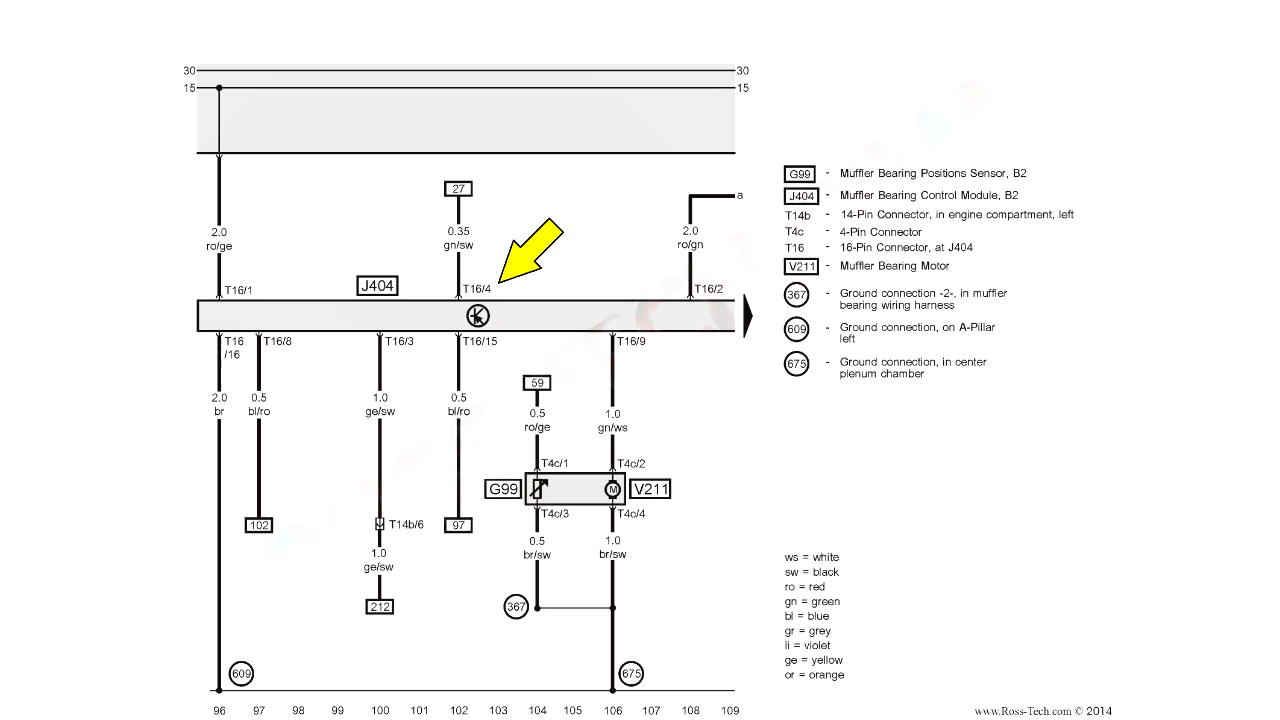 30 30
15 15
27
a
2.0 0.35 2.0
ro/ge gn/sw ro/gn
T16/1 J404 T16/4 T16/2
T16 T16/8 T16/3 T16/15 T16/9
/16
59
2.0 0.5 1.0 0.5 0.5 1.0
br bl/ro ge/sw bl/ro ro/ge gn/ws
T4c/1 T4c/2
G99 M V211
T4c/3 T4c/4
102 T14b/6 97
0.5 1.0
br/sw br/sw
1.0
ge/sw
212 367
609 675
96 97 98 99 100 101 102 103 104 105 106 107 108 109
G99 - Muffler Bearing Positions Sensor, B2
J404 - Muffler Bearing Control Module, B2
T14b - 14-Pin Connector, in engine compartment, left
T4c - 4-Pin Connector
T16 - 16-Pin Connector, at J404
V211 - Muffler Bearing Motor
367 - Ground connection -2-, in muffler
bearing wiring harness
609 - Ground connection, on A-Pillar
left
675 - Ground connection, in center
plenum chamber
ws = white
sw = black
ro = red
gn = green
bl = blue
gr = grey
li = violet
ge = yellow
or = orange
www.Ross-Tech.com © 2014